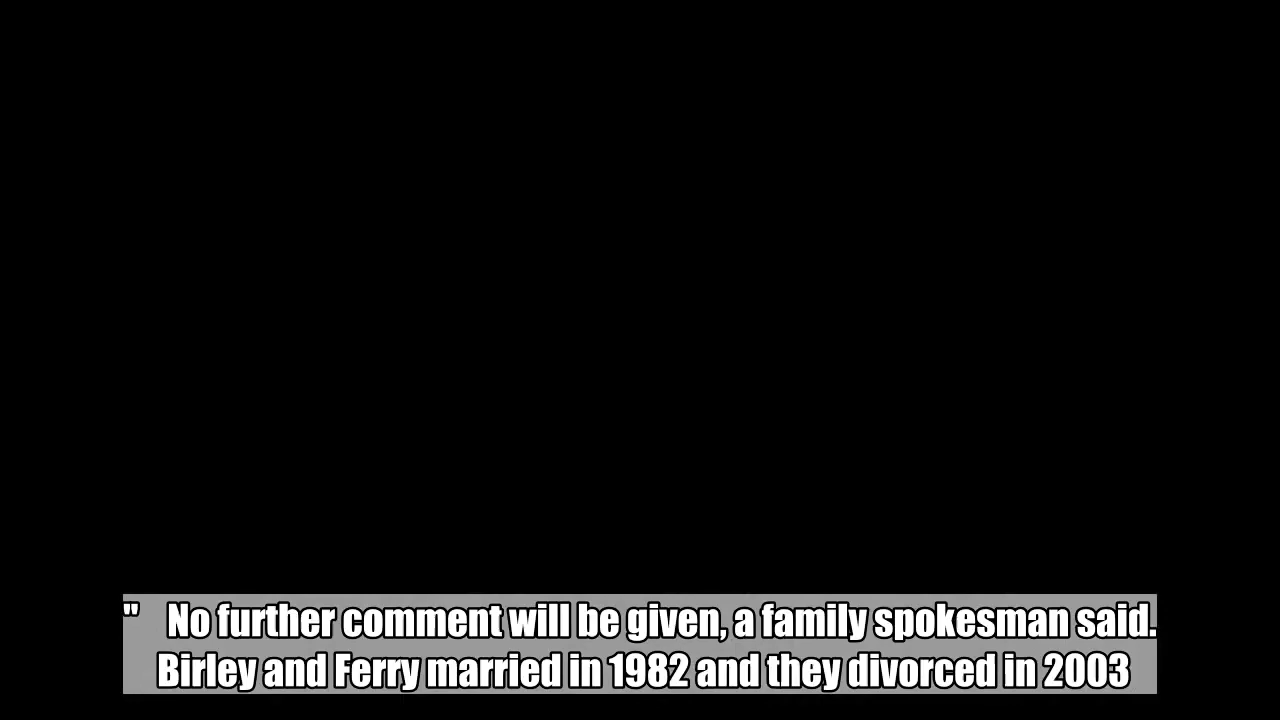 "   No further comment will be given, a family spokesman said.
Birley and Ferry married in 1982 and they divorced in 2003